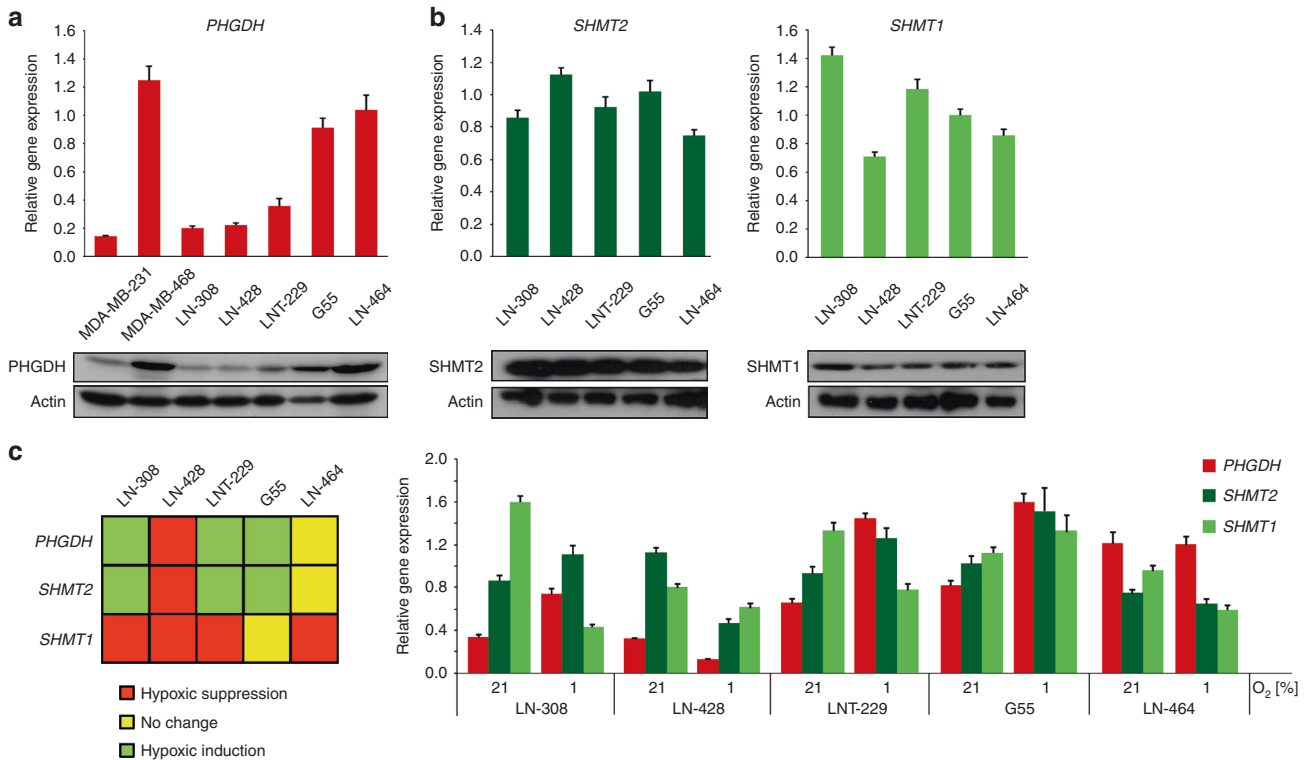 a
PHGDH
Relative gene expression
1.6
1.4
1.2
1.0
0.8
0.6
0.4
0.2
0.0
MDA-MB-231
MDA-MB-468
LN-308
LN-428
LNT-229
G55
LN-464
PHGDH
Actin
b
SHMT2
Relative gene expression
1.4
1.2
1.0
0.8
0.6
0.4
0.2
0.0
LN-308
LN-428
LNT-229
G55
LN-464
SHMT2
Actin
SHMT1
Relative gene expression
1.6
1.4
1.2
1.0
0.8
0.6
0.4
0.2
0.0
LN-308
LN-428
LNT-229
G55
LN-464
SHMT1
Actin
c
LN-308
LN-428
LNT-229
G55
LN-464
PHGDH
SHMT2
SHMT1
Hypoxic suppression
No change
Hypoxic induction
Relative gene expression
2.0
1.6
1.2
0.8
0.4
0.0
PHGDH
SHMT2
SHMT1
21 1 21 1 21 1 21 1 21 1 O₂ [%]
LN-308 LN-428 LNT-229 G55 LN-464